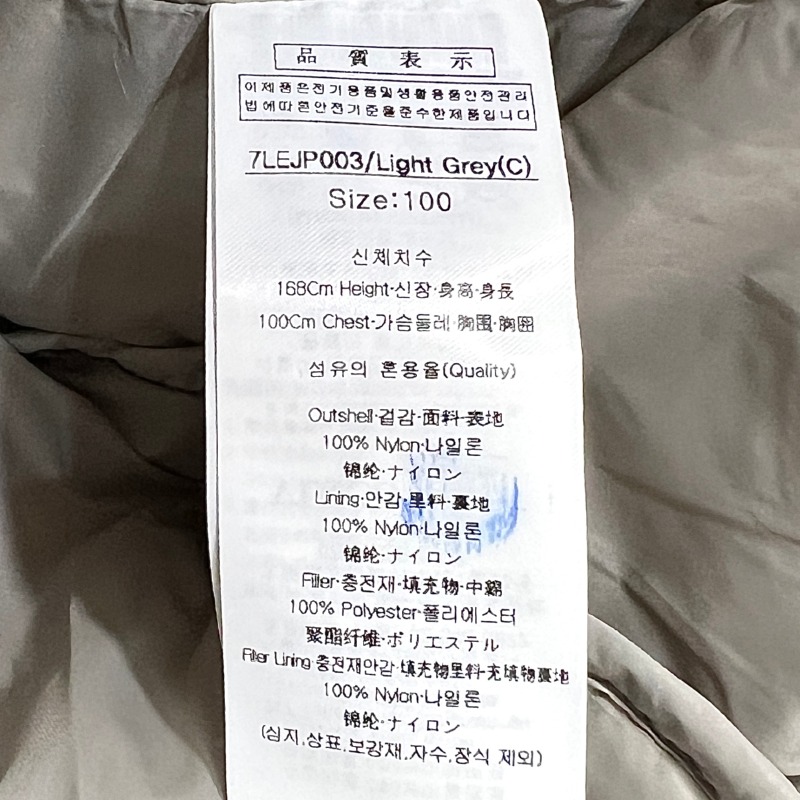 品質表示
이제품은전기용품및생활용품안전관리
법에따른안전기준을준수한제품입니다
7LEJP003/Light Grey(C)
Size:100
신체치수
168Cm Height·신장·身高·身長
100Cm Chest·가슴둘레·胸围·胸囲
섬유의 혼용율(Quality)
Outshell·겉감·面料·表地
100% Nylon·나일론
锦纶·ナイロン
Lining·안감·里料·裏地
100% Nylon·나일론
锦纶·ナイロン
Filler·충전재·填充物·中綿
100% Polyester·폴리에스터
聚酯纤维·ポリエステル
Filler Lining·충전재안감·填充物里料·充填物裏地
100% Nylon·나일론
锦纶·ナイロン
(심지,상표,보강재,자수,장식 제외)